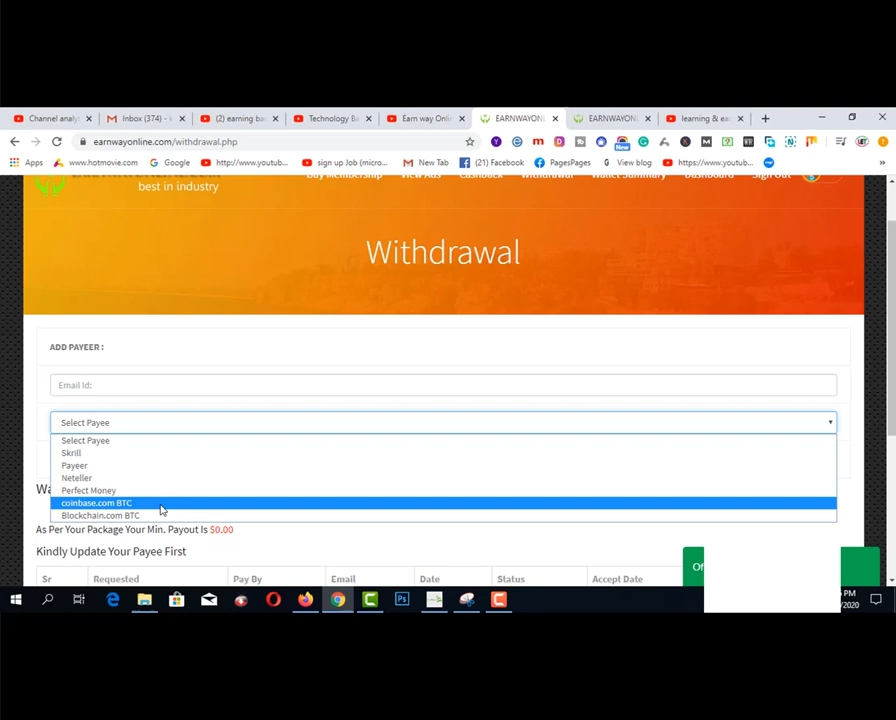 Channel analy
Inbox (374) - k
(2) earning ba
Technology Ba
Earn way Onli
EARNWAYONL
EARNWAYONL
learning & ea
earnwayonline.com/withdrawal.php
New
Apps
www.hotmovie.com
Google
http://www.youtub...
sign up Job (micro...
New Tab
(21) Facebook
PagesPages
View blog
https://www.youtub...
best in industry
Buy Membership
View Ads
Cashback
Withdrawal
Wallet Summary
Dashboard
Sign Out
Withdrawal
ADD PAYEER :
Email Id:
Select Payee
Select Payee
Skrill
Payeer
Neteller
Perfect Money
coinbase.com BTC
Blockchain.com BTC
Wa
As Per Your Package Your Min. Payout Is $0.00
Kindly Update Your Payee First
Sr Requested Pay By Email Date Status Accept Date
Of
PM
/2020